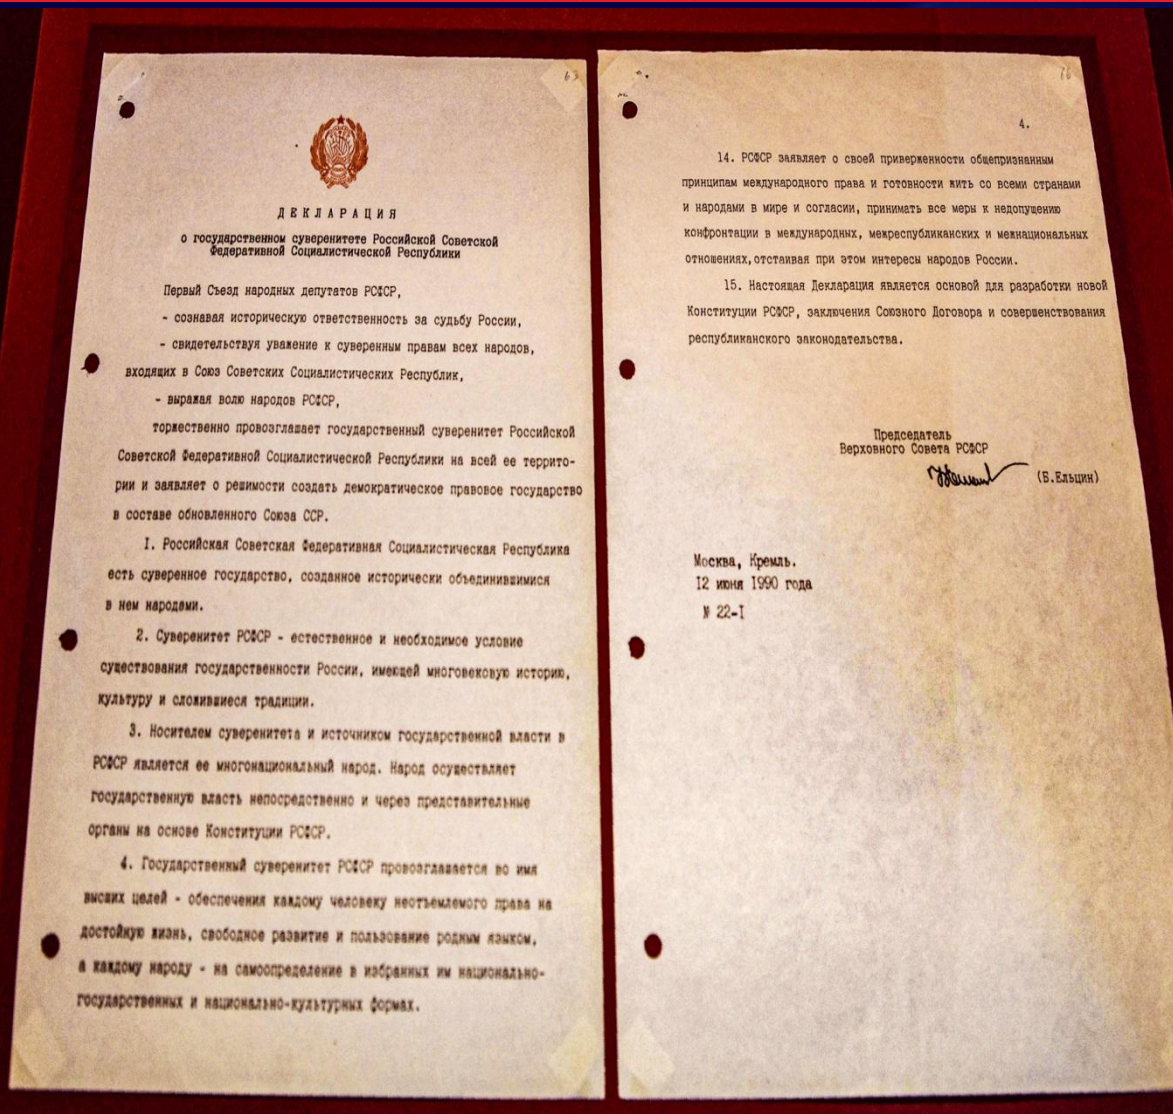 63
ДЕКЛАРАЦИЯ
о государственном суверенитете Российской Советской
Федеративной Социалистической Республики
Первый Съезд народных депутатов РСФСР,
- сознавая историческую ответственность за судьбу России,
- свидетельствуя уважение к суверенным правам всех народов,
входящих в Союз Советских Социалистических Республик,
- выражая волю народов РСФСР,
торжественно провозглашает государственный суверенитет Российской
Советской Федеративной Социалистической Республики на всей ее террито-
рии и заявляет о решимости создать демократическое правовое государство
в составе обновленного Союза ССР.
I. Российская Советская Федеративная Социалистическая Республика
есть суверенное государство, созданное исторически объединившимися
в нем народами.
2. Суверенитет РСФСР - естественное и необходимое условие
существования государственности России, имеющей многовековую историю,
культуру и сложившиеся традиции.
3. Носителем суверенитета и источником государственной власти в
РСФСР является ее многонациональный народ. Народ осуществляет
государственную власть непосредственно и через представительные
органы на основе Конституции РСФСР.
4. Государственный суверенитет РСФСР провозглашается во имя
высших целей - обеспечения каждому человеку неотъемлемого права на
достойную жизнь, свободное развитие и пользование родным языком,
а каждому народу - на самоопределение в избранных им национально-
государственных и национально-культурных формах.
4.
14. РСФСР заявляет о своей приверженности общепризнанным
принципам международного права и готовности жить со всеми странами
и народами в мире и согласии, принимать все меры к недопущению
конфронтации в международных, межреспубликанских и межнациональных
отношениях, отстаивая при этом интересы народов России.
15. Настоящая Декларация является основой для разработки новой
Конституции РСФСР, заключения Союзного Договора и совершенствования
республиканского законодательства.
Председатель
Верховного Совета РСФСР
(Б.Ельцин)
Москва, Кремль.
12 июня I990 года
№ 22-I